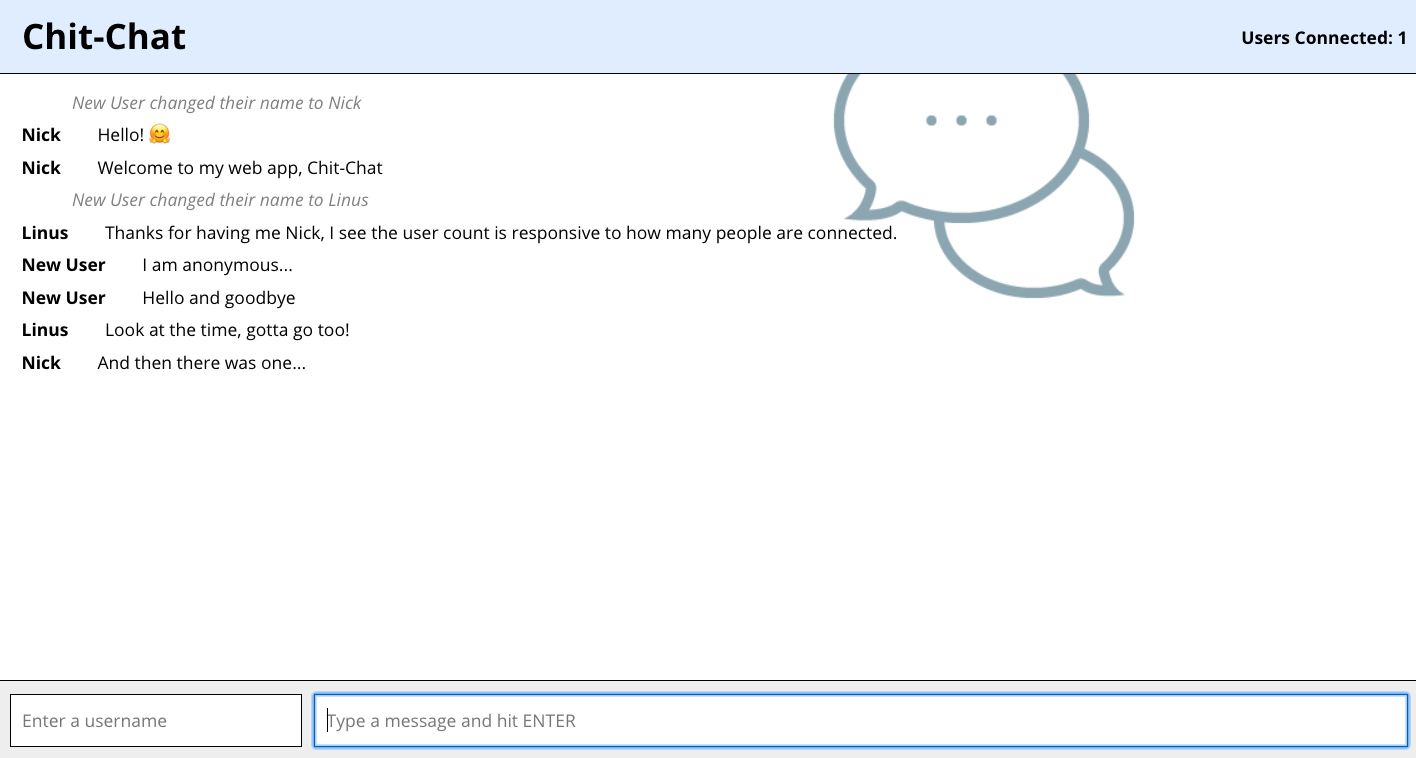 Chit-Chat
Users Connected: 1
New User changed their name to Nick
Nick Hello! 🤗
Nick Welcome to my web app, Chit-Chat
New User changed their name to Linus
Linus Thanks for having me Nick, I see the user count is responsive to how many people are connected.
New User I am anonymous...
New User Hello and goodbye
Linus Look at the time, gotta go too!
Nick And then there was one...
Enter a username
Type a message and hit ENTER